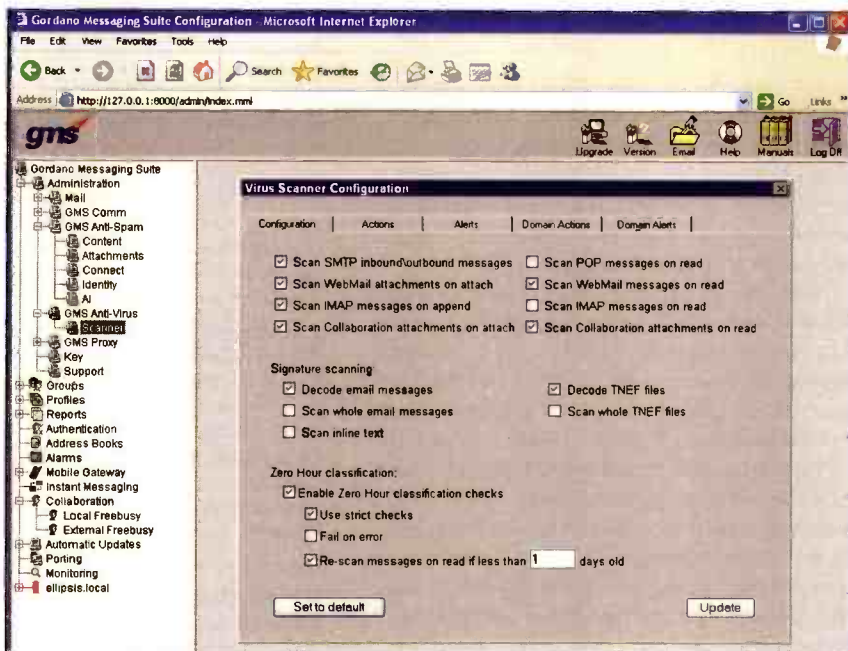 Gordano Messaging Suite Configuration - Microsoft Internet Explorer
File Edit View Favorites Tools Help
Back Search Favorites
Address http://127.0.0.1:8000/admin/index.mml Go Links »
gms
Upgrade Version Email Help Manuals Log Off
Gordano Messaging Suite
Administration
Mail
GMS Comm
GMS Anti-Spam
Content
Attachments
Connect
Identity
AI
GMS Anti-Virus
Scanner
GMS Proxy
Key
Support
Groups
Profiles
Reports
Authentication
Address Books
Alarms
Mobile Gateway
Instant Messaging
Collaboration
Local Freebusy
External Freebusy
Automatic Updates
Porting
Monitoring
ellipsis.local
Virus Scanner Configuration
Configuration | Actions | Alerts | Domain Actions | Domain Alerts |
Scan SMTP inbound\outbound messages Scan POP messages on read
Scan WebMail attachments on attach Scan WebMail messages on read
Scan IMAP messages on append Scan IMAP messages on read
Scan Collaboration attachments on attach Scan Collaboration attachments on read
Signature scanning:
Decode email messages Decode TNEF files
Scan whole email messages Scan whole TNEF files
Scan inline text
Zero Hour classification:
Enable Zero Hour classification checks
Use strict checks
Fail on error
Re-scan messages on read if less than 1 days old
Set to default Update